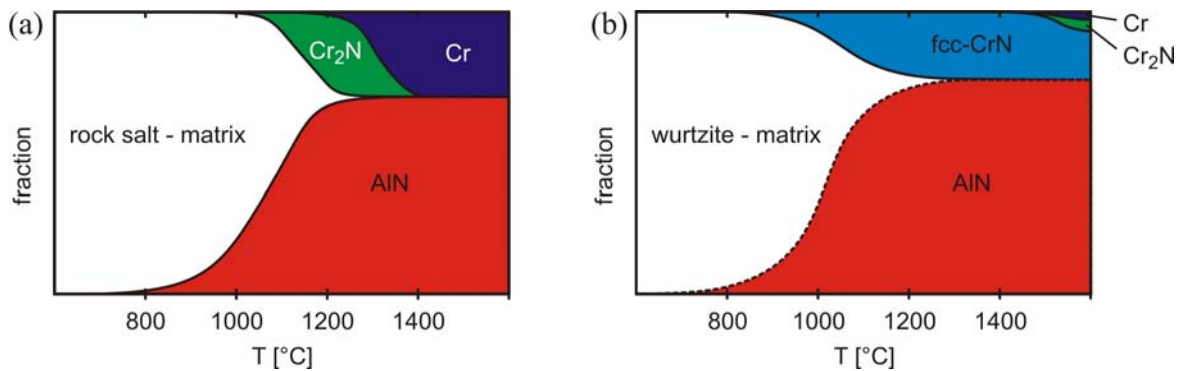 (a)
Cr₂N
Cr
rock salt - matrix
AlN
fraction
800 1000 1200 1400
T [°C]
(b)
fcc-CrN
Cr
Cr₂N
wurtzite - matrix
AlN
fraction
800 1000 1200 1400
T [°C]